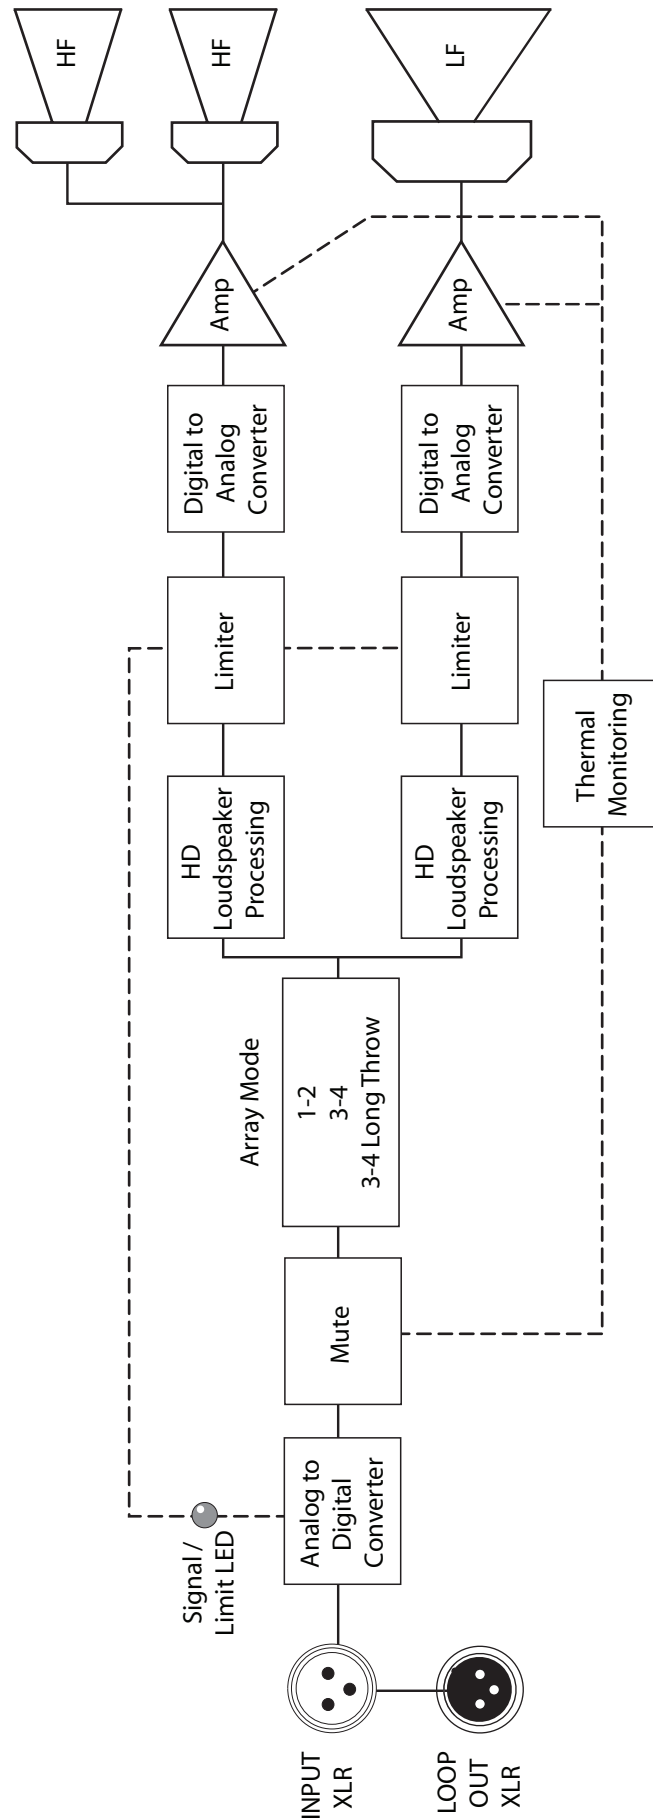 INPUT
XLR
LOOP
OUT
XLR
Signal /
Limit LED
Analog to
Digital
Converter
Mute
Array Mode
1-2
3-4
3-4 Long Throw
HD
Loudspeaker
Processing
Limiter
Digital to
Analog
Converter
Amp
HF
HF
HD
Loudspeaker
Processing
Limiter
Digital to
Analog
Converter
Amp
LF
Thermal
Monitoring